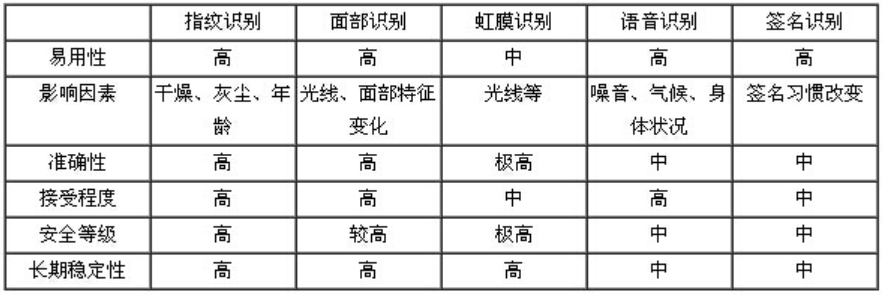 指纹识别 面部识别 虹膜识别 语音识别 签名识别
易用性 高 高 中 高 高
影响因素 干燥、灰尘、年 光线、面部特征 光线等 噪音、气候、身 签名习惯改变
龄 变化 体状况
准确性 高 高 极高 中 中
接受程度 高 高 中 高 中
安全等级 高 较高 极高 中 中
长期稳定性 高 高 高 中 中